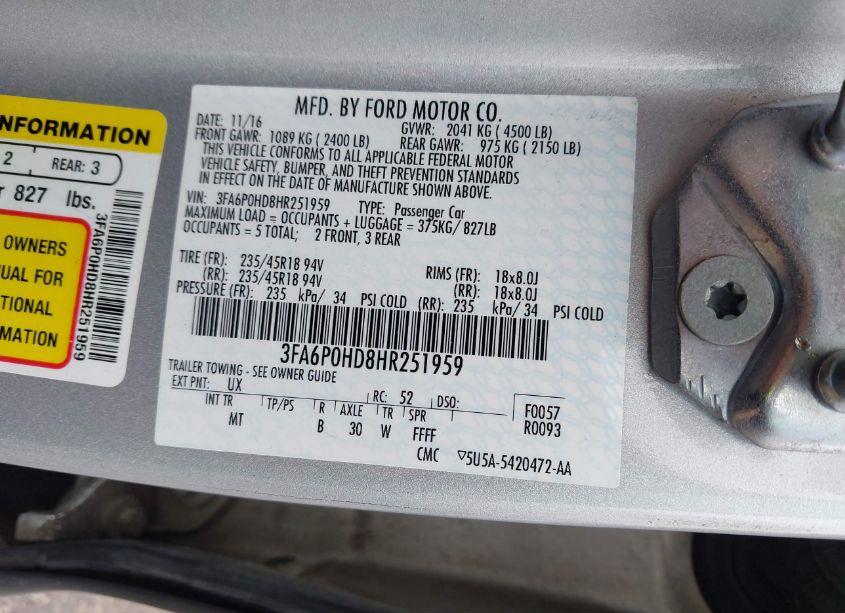 INFORMATION
2 REAR: 3
827 lbs.
OWNERS
FOR
3FA6P0HD8HR251959
MFD. BY FORD MOTOR CO.
DATE: 11/16 GVWR: 2041 KG ( 4500 LB)
FRONT GAWR: 1089 KG ( 2400 LB) REAR GAWR: 975 KG ( 2150 LB)
THIS VEHICLE CONFORMS TO ALL APPLICABLE FEDERAL MOTOR
VEHICLE SAFETY, BUMPER, AND THEFT PREVENTION STANDARDS
IN EFFECT ON THE DATE OF MANUFACTURE SHOWN ABOVE.
VIN: 3FA6P0HD8HR251959 TYPE: Passenger Car
MAXIMUM LOAD = OCCUPANTS + LUGGAGE = 375KG/ 827LB
OCCUPANTS = 5 TOTAL; 2 FRONT, 3 REAR
TIRE (FR): 235/45R18 94V RIMS (FR): 18x8.0J
(RR): 235/45R18 94V (RR): 18x8.0J
PRESSURE (FR): 235 kPa/ 34 PSI COLD (RR): 235 kPa/ 34 PSI COLD
3FA6P0HD8HR251959
TRAILER TOWING - SEE OWNER GUIDE
EXT PNT: UX RC: 52 DSO: F0057
INT TR TP/PS R AXLE TR SPR R0093
MT B 30 W FFFF
CMC ▽5U5A-5420472-AA